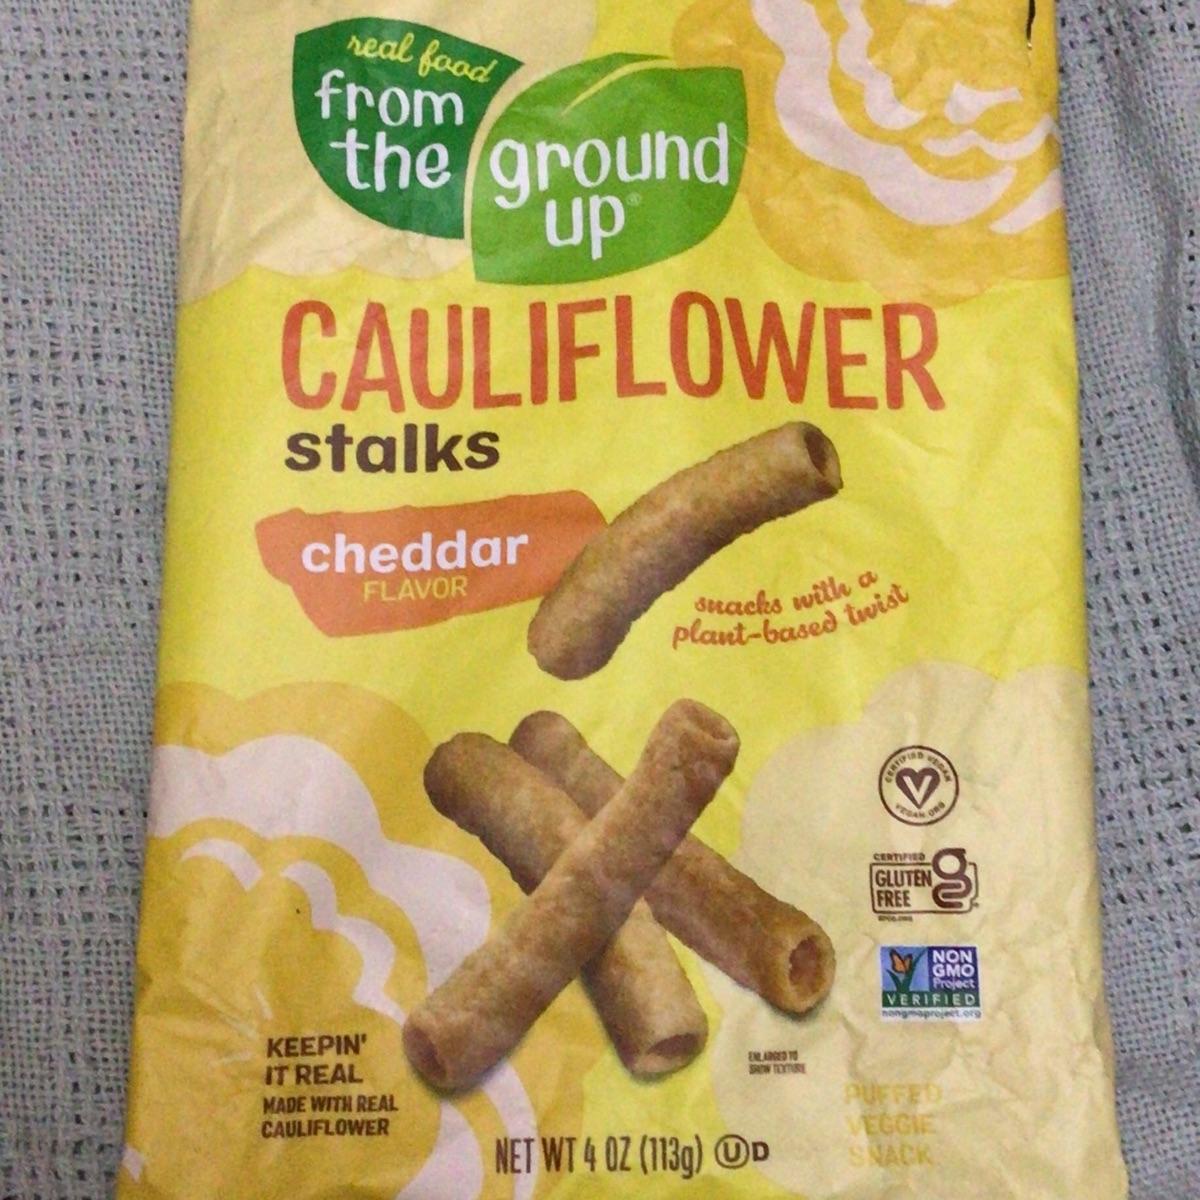 real food
from
the
ground
up®
CAULIFLOWER
stalks
cheddar
FLAVOR
snacks with a
plant-based twist
CERTIFIED VEGAN
V
VEGAN.ORG
CERTIFIED
GLUTEN
FREE
g
GFCO.ORG
NON
GMO
Project
VERIFIED
nongmoproject.org
KEEPIN'
IT REAL
MADE WITH REAL
CAULIFLOWER
ENLARGED TO
SHOW TEXTURE
PUFFED
VEGGIE
SNACK
NET WT 4 OZ (113g) Ⓤ D